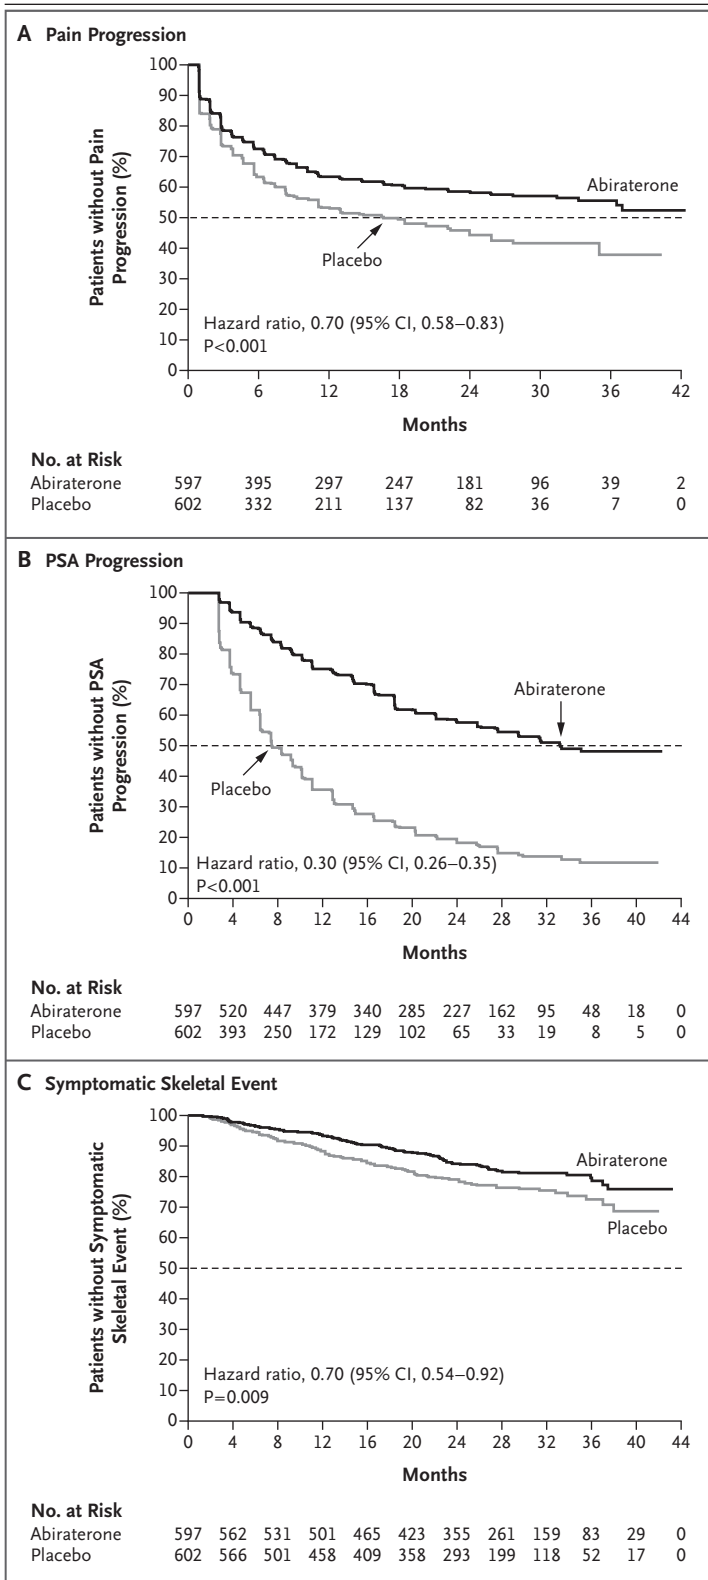 A Pain Progression
Patients without Pain
Progression (%)
100
90
80
70
60
50
40
30
20
10
0
Abiraterone
Placebo
Hazard ratio, 0.70 (95% CI, 0.58–0.83)
P<0.001
0 6 12 18 24 30 36 42
Months
No. at Risk
Abiraterone 597 395 297 247 181 96 39 2
Placebo 602 332 211 137 82 36 7 0
B PSA Progression
Patients without PSA
Progression (%)
100
90
80
70
60
50
40
30
20
10
0
Abiraterone
Placebo
Hazard ratio, 0.30 (95% CI, 0.26–0.35)
P<0.001
0 4 8 12 16 20 24 28 32 36 40 44
Months
No. at Risk
Abiraterone 597 520 447 379 340 285 227 162 95 48 18 0
Placebo 602 393 250 172 129 102 65 33 19 8 5 0
C Symptomatic Skeletal Event
Patients without Symptomatic
Skeletal Event (%)
100
90
80
70
60
50
40
30
20
10
0
Abiraterone
Placebo
Hazard ratio, 0.70 (95% CI, 0.54–0.92)
P=0.009
0 4 8 12 16 20 24 28 32 36 40 44
Months
No. at Risk
Abiraterone 597 562 531 501 465 423 355 261 159 83 29 0
Placebo 602 566 501 458 409 358 293 199 118 52 17 0